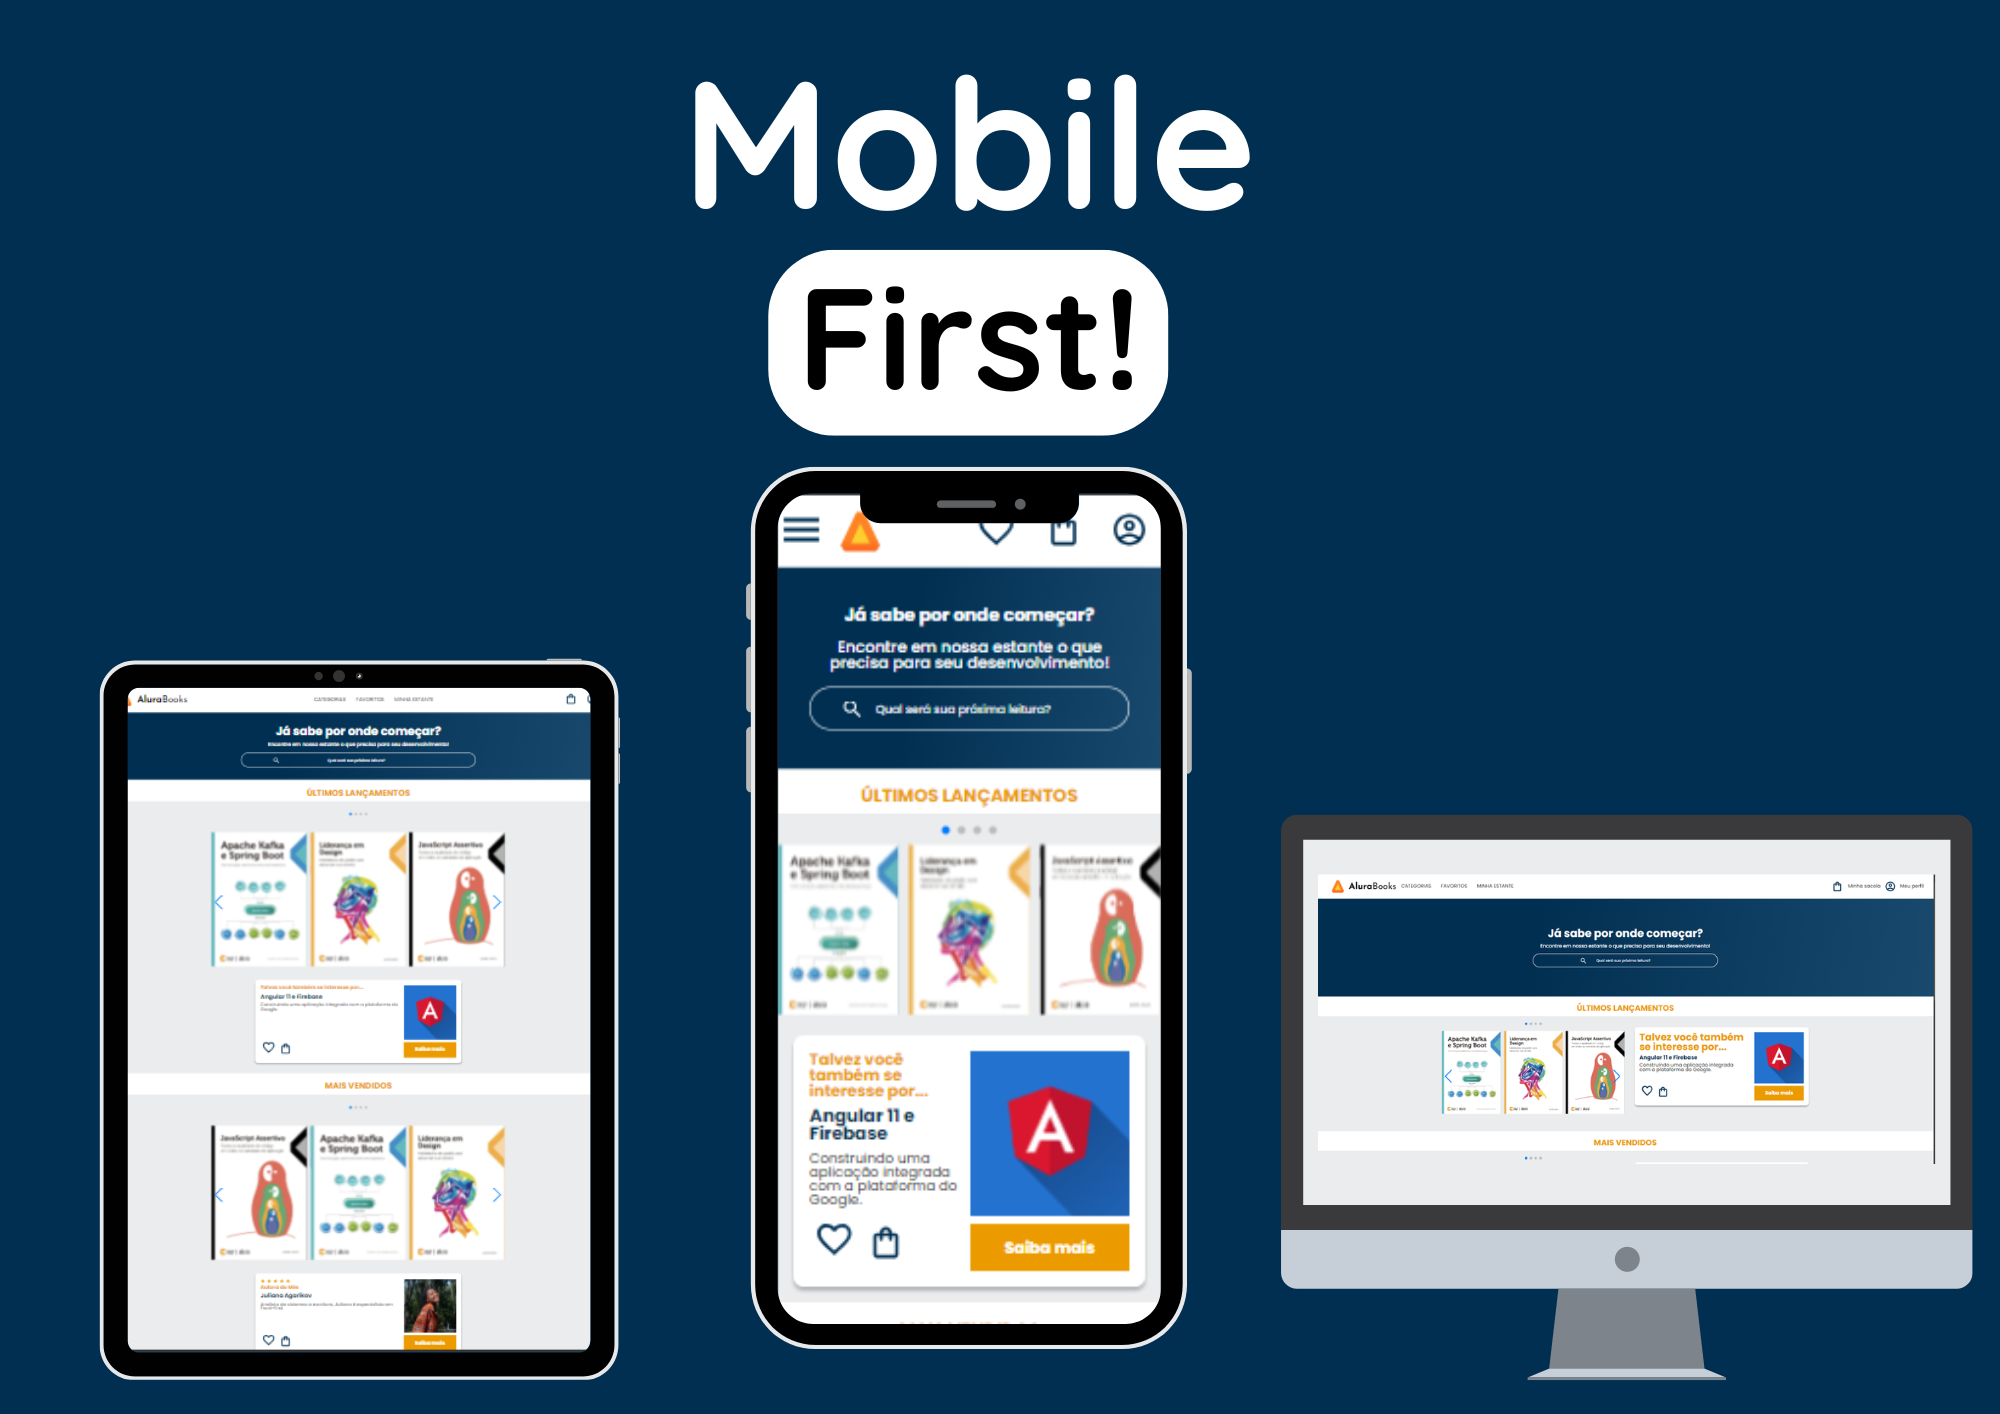 Mobile
First!
AluraBooks
CATEGORIAS FAVORITOS MINHA ESTANTE
Já sabe por onde começar?
Encontre em nossa estante o que precisa para seu desenvolvimento!
Qual será sua próxima leitura?
ÚLTIMOS LANÇAMENTOS
Apache Kafka
e Spring Boot
Liderança em
Design
JavaScript Assertivo
Talvez você também se interesse por...
Angular 11 e Firebase
Construindo uma aplicação integrada com a plataforma do
Google.
Saiba mais
MAIS VENDIDOS
JavaScript Assertivo
Apache Kafka
e Spring Boot
Liderança em
Design
Autora do Mês
Juliana Agarikov
Saiba mais
Já sabe por onde começar?
Encontre em nossa estante o que
precisa para seu desenvolvimento!
Qual será sua próxima leitura?
ÚLTIMOS LANÇAMENTOS
Apache Kafka
e Spring Boot
Liderança em
Design
JavaScript Assertivo
Talvez você
também se
interesse por...
Angular 11 e
Firebase
Construindo uma
aplicação integrada
com a plataforma do
Google.
Saiba mais
AluraBooks CATEGORIAS FAVORITOS MINHA ESTANTE Minha sacola Meu perfil
Já sabe por onde começar?
Encontre em nossa estante o que precisa para seu desenvolvimento!
Qual será sua próxima leitura?
ÚLTIMOS LANÇAMENTOS
Apache Kafka
e Spring Boot
Liderança em
Design
JavaScript Assertivo
Talvez você também
se interesse por...
Angular 11 e Firebase
Construindo uma aplicação integrada
com a plataforma do Google.
Saiba mais
MAIS VENDIDOS